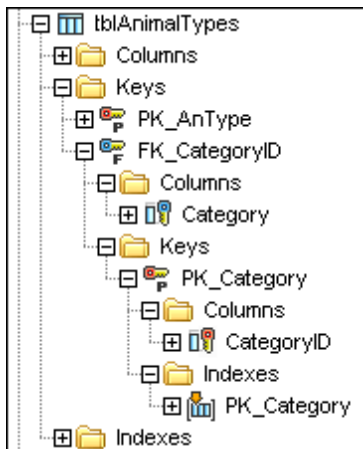 tblAnimalTypes
Columns
Keys
P PK_AnType
F FK_CategoryID
Columns
Category
Keys
P PK_Category
Columns
CategoryID
Indexes
PK_Category
Indexes